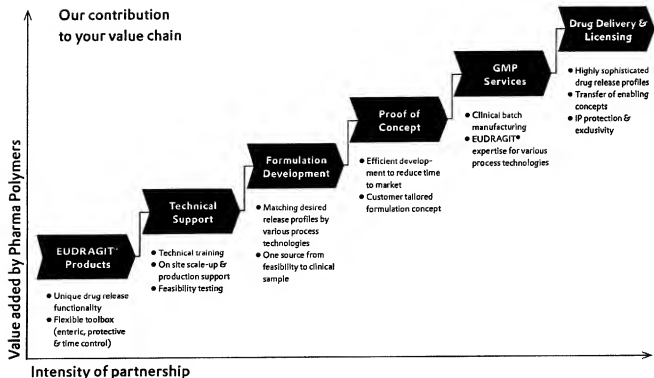 Our contribution
to your value chain
Value added by Pharma Polymers
Intensity of partnership
EUDRAGIT®
Products
• Unique drug release
functionality
• Flexible toolbox
(enteric, protective
& time control)
Technical
Support
• Technical training
• On site scale-up &
production support
• Feasibility testing
Formulation
Development
• Matching desired
release profiles by
various process
technologies
• One source from
feasibility to clinical
sample
Proof of
Concept
• Efficient develop-
ment to reduce time
to market
• Customer tailored
formulation concept
GMP
Services
• Clinical batch
manufacturing
• EUDRAGIT®
expertise for various
process technologies
Drug Delivery &
Licensing
• Highly sophisticated
drug release profiles
• Transfer of enabling
concepts
• IP protection &
exclusivity